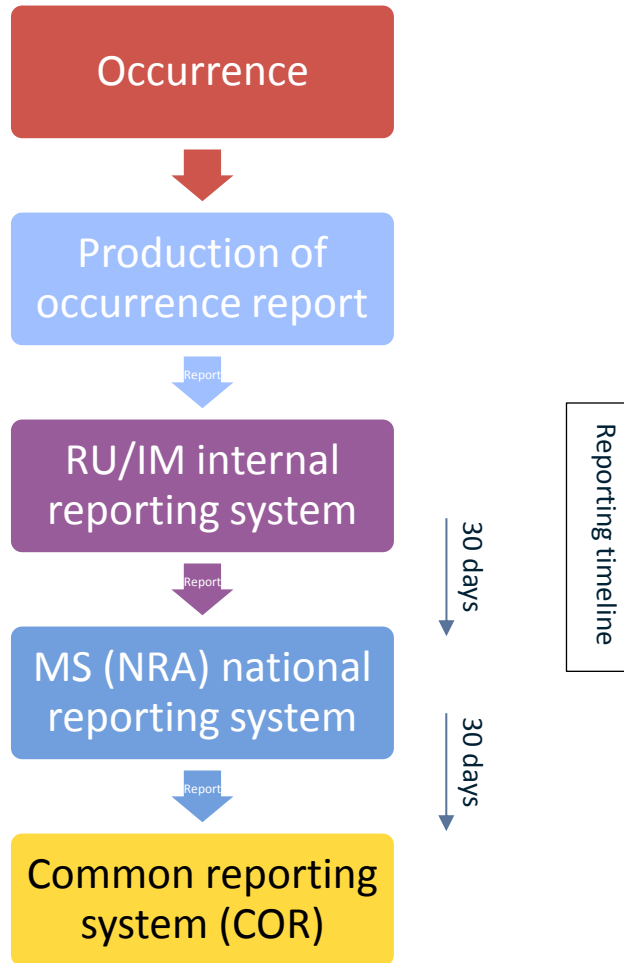 Occurrence
Production of
occurrence report
Report
RU/IM internal
reporting system
Report
30 days
MS (NRA) national
reporting system
Report
30 days
Common reporting
system (COR)
Reporting timeline